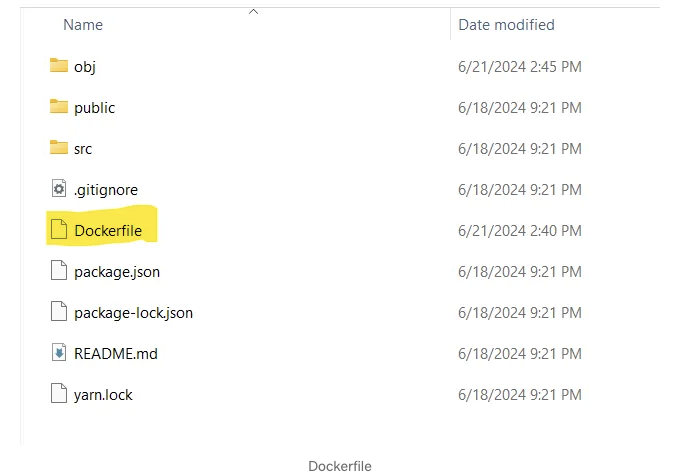 Name Date modified
obj 6/21/2024 2:45 PM
public 6/18/2024 9:21 PM
src 6/18/2024 9:21 PM
.gitignore 6/18/2024 9:21 PM
Dockerfile 6/21/2024 2:40 PM
package.json 6/18/2024 9:21 PM
package-lock.json 6/18/2024 9:21 PM
README.md 6/18/2024 9:21 PM
yarn.lock 6/18/2024 9:21 PM
Dockerfile